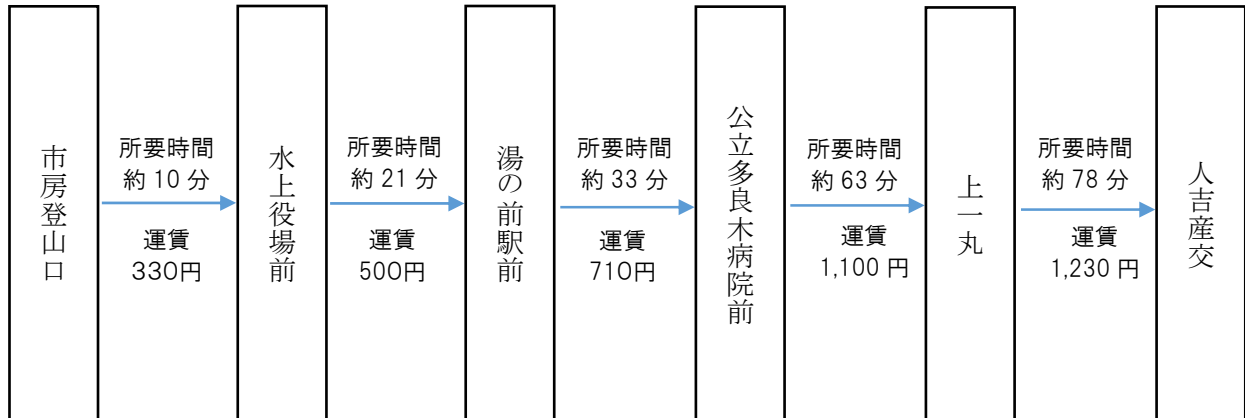 市房登山口
所要時間
約 10 分
運賃
330円
水上役場前
所要時間
約 21 分
運賃
500円
湯の前駅前
所要時間
約 33 分
運賃
710円
公立多良木病院前
所要時間
約 63 分
運賃
1,100 円
上一丸
所要時間
約 78 分
運賃
1,230 円
人吉産交